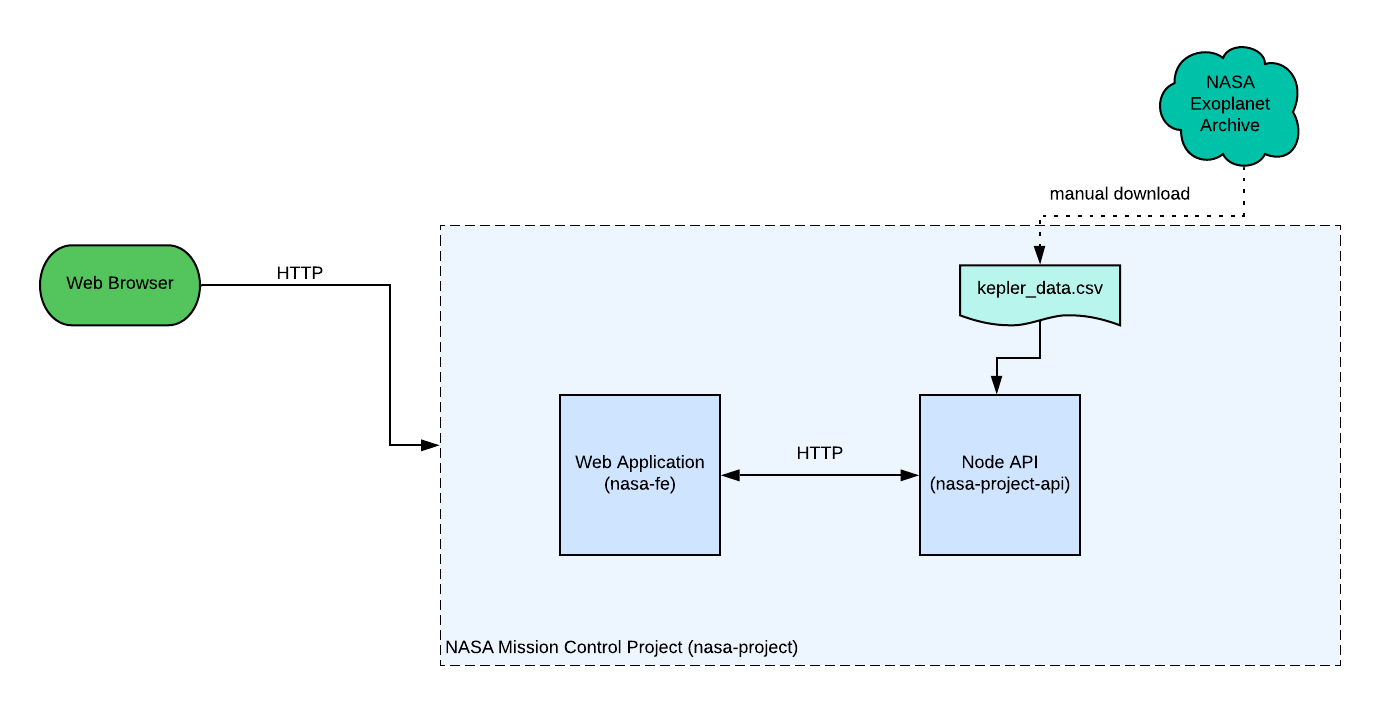 NASA
Exoplanet
Archive
manual download
HTTP
Web Browser
kepler_data.csv
HTTP
Web Application
(nasa-fe)
Node API
(nasa-project-api)
NASA Mission Control Project (nasa-project)